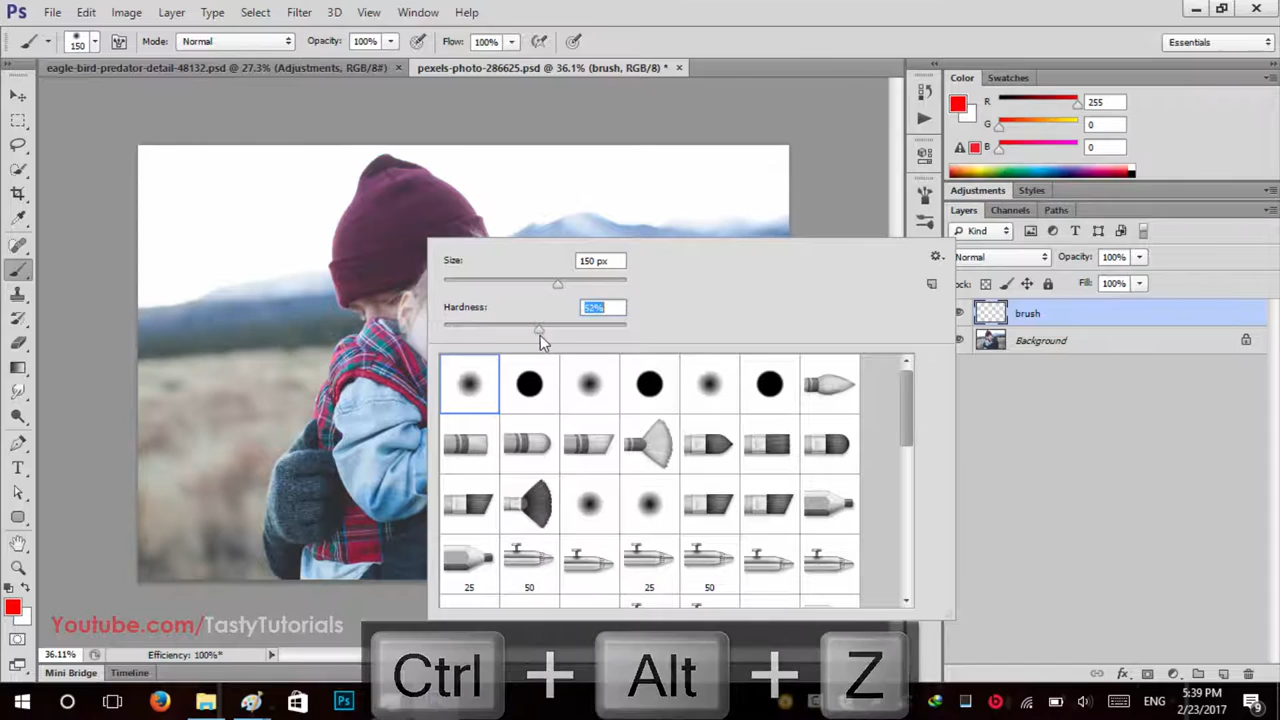 Ps File Edit Image Layer Type Select Filter 3D View Window Help
150 Mode: Normal Opacity: 100% Flow: 100% Essentials
eagle-bird-predator-detail-48132.psd @ 27.3% (Adjustments, RGB/8#) × pexels-photo-286625.psd @ 36.1% (brush, RGB/8) * ×
Color Swatches
R 255
G 0
B 0
Adjustments Styles
Layers Channels Paths
Kind
Normal Opacity: 100%
ock: Fill: 100%
brush
Background
Size: 150 px
Hardness: 52%
25 50 25 50
Youtube.com/TastyTutorials
36.11% Efficiency: 100%*
Mini Bridge Timeline
Ctrl + Alt + Z
Ps ENG 5:39 PM
2/23/2017 9